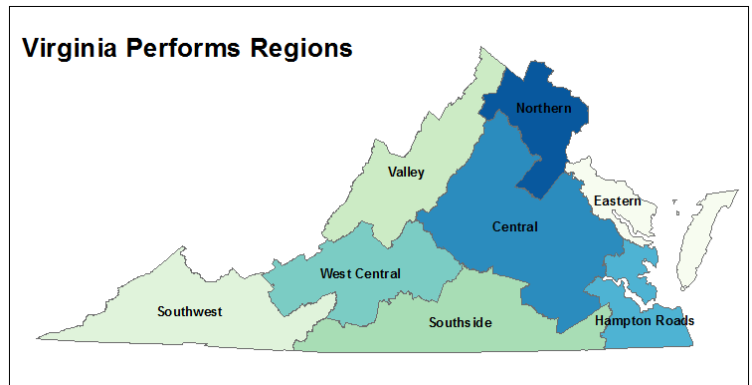 Virginia Performs Regions
Northern
Valley
Eastern
Central
West Central
Southwest
Southside
Hampton Roads